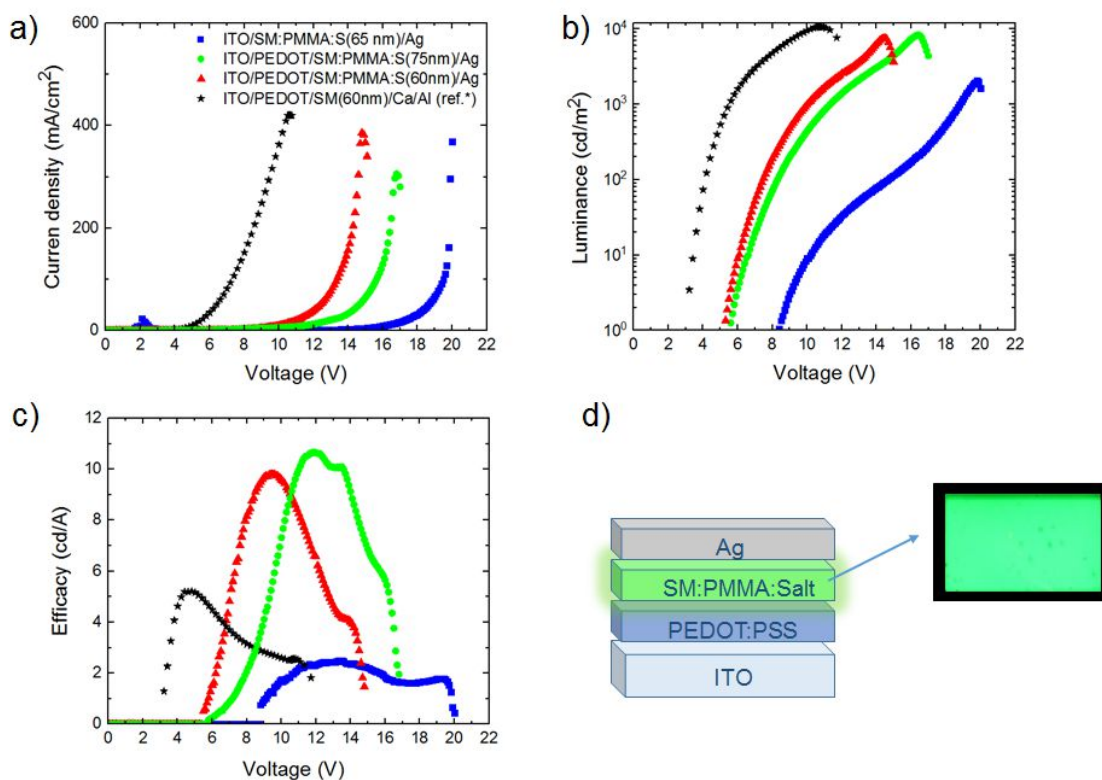 a)
600
400
200
0
0 2 4 6 8 10 12 14 16 18 20 22
Curren density (mA/cm²)
Voltage (V)
ITO/SM:PMMA:S(65 nm)/Ag
ITO/PEDOT/SM:PMMA:S(75nm)/Ag
ITO/PEDOT/SM:PMMA:S(60nm)/Ag
ITO/PEDOT/SM(60nm)/Ca/Al (ref.*)
b)
10⁴
10³
10²
10¹
10⁰
2 4 6 8 10 12 14 16 18 20 22
Luminance (cd/m²)
Voltage (V)
c)
12
10
8
6
4
2
0
0 2 4 6 8 10 12 14 16 18 20 22
Efficacy (cd/A)
Voltage (V)
d)
Ag
SM:PMMA:Salt
PEDOT:PSS
ITO